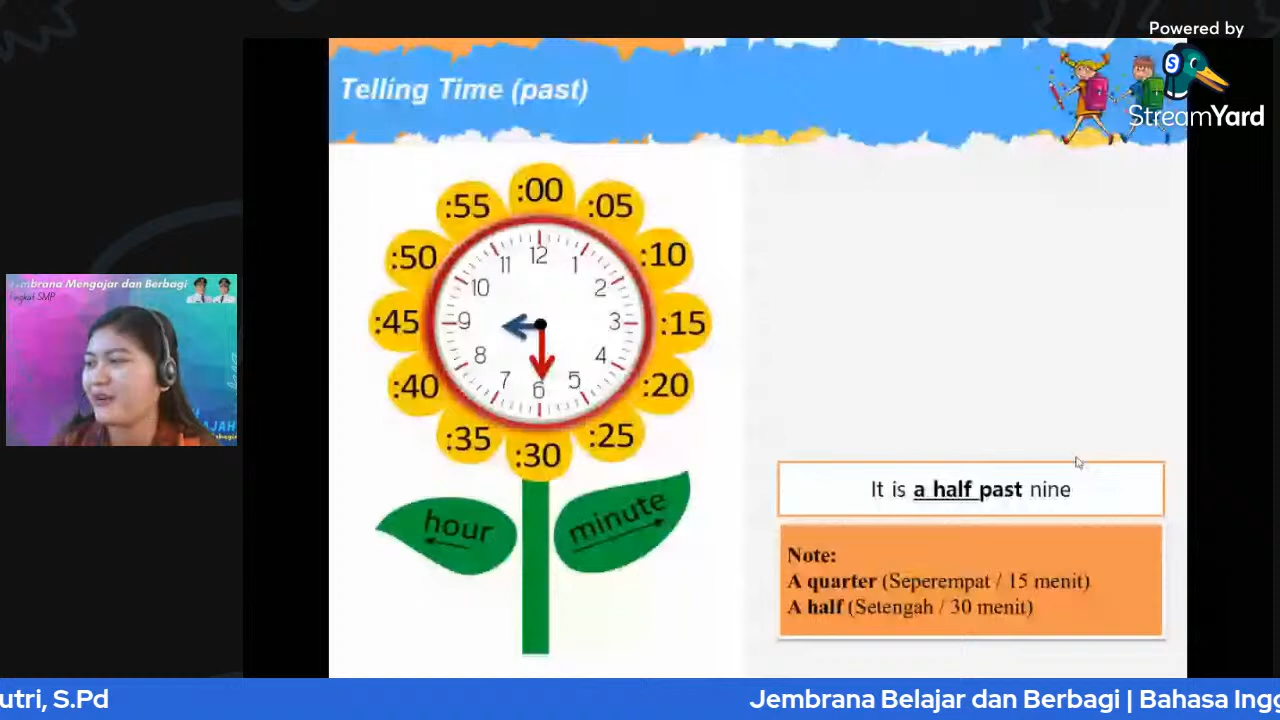 Powered by
StreamYard
S
Telling Time (past)
:00
:05
:10
:15
:20
:25
:30
:35
:40
:45
:50
:55
12
1
2
3
4
5
6
7
8
9
10
11
hour
minute
It is a half past nine
Note:
A quarter (Seperempat / 15 menit)
A half (Setengah / 30 menit)
Jembrana Mengajar dan Berbagi
Tingkat SMP
AJAH
utri, S.Pd
Jembrana Belajar dan Berbagi | Bahasa Ingg